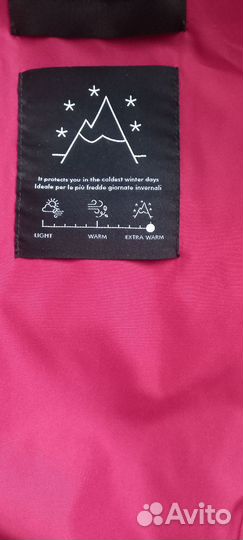 It protects you in the coldest winter days
Ideale per le più fredde giornate invernali
LIGHT WARM EXTRA WARM
Avito